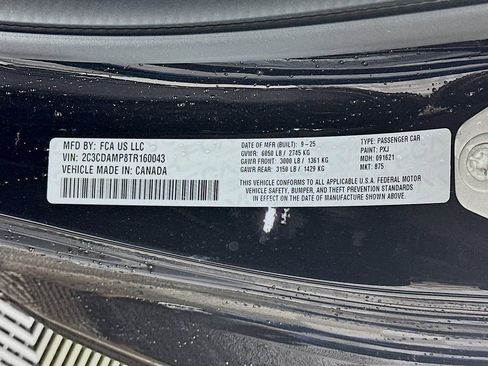 MFD BY: FCA US LLC
VIN: 2C3CDAMP8TR160043
VEHICLE MADE IN: CANADA
DATE OF MFR (BUILT): 9-25
GVWR: 6050 LB / 2745 KG
GAWR FRONT: 3000 LB / 1361 KG
GAWR REAR: 3150 LB / 1429 KG
TYPE: PASSENGER CAR
PAINT: PXJ
MDH: 091621
MKT: 875
THIS VEHICLE CONFORMS TO ALL APPLICABLE U.S.A. FEDERAL MOTOR
VEHICLE SAFETY, BUMPER, AND THEFT PREVENTION STANDARDS
IN EFFECT ON THE DATE OF MANUFACTURE SHOWN ABOVE.